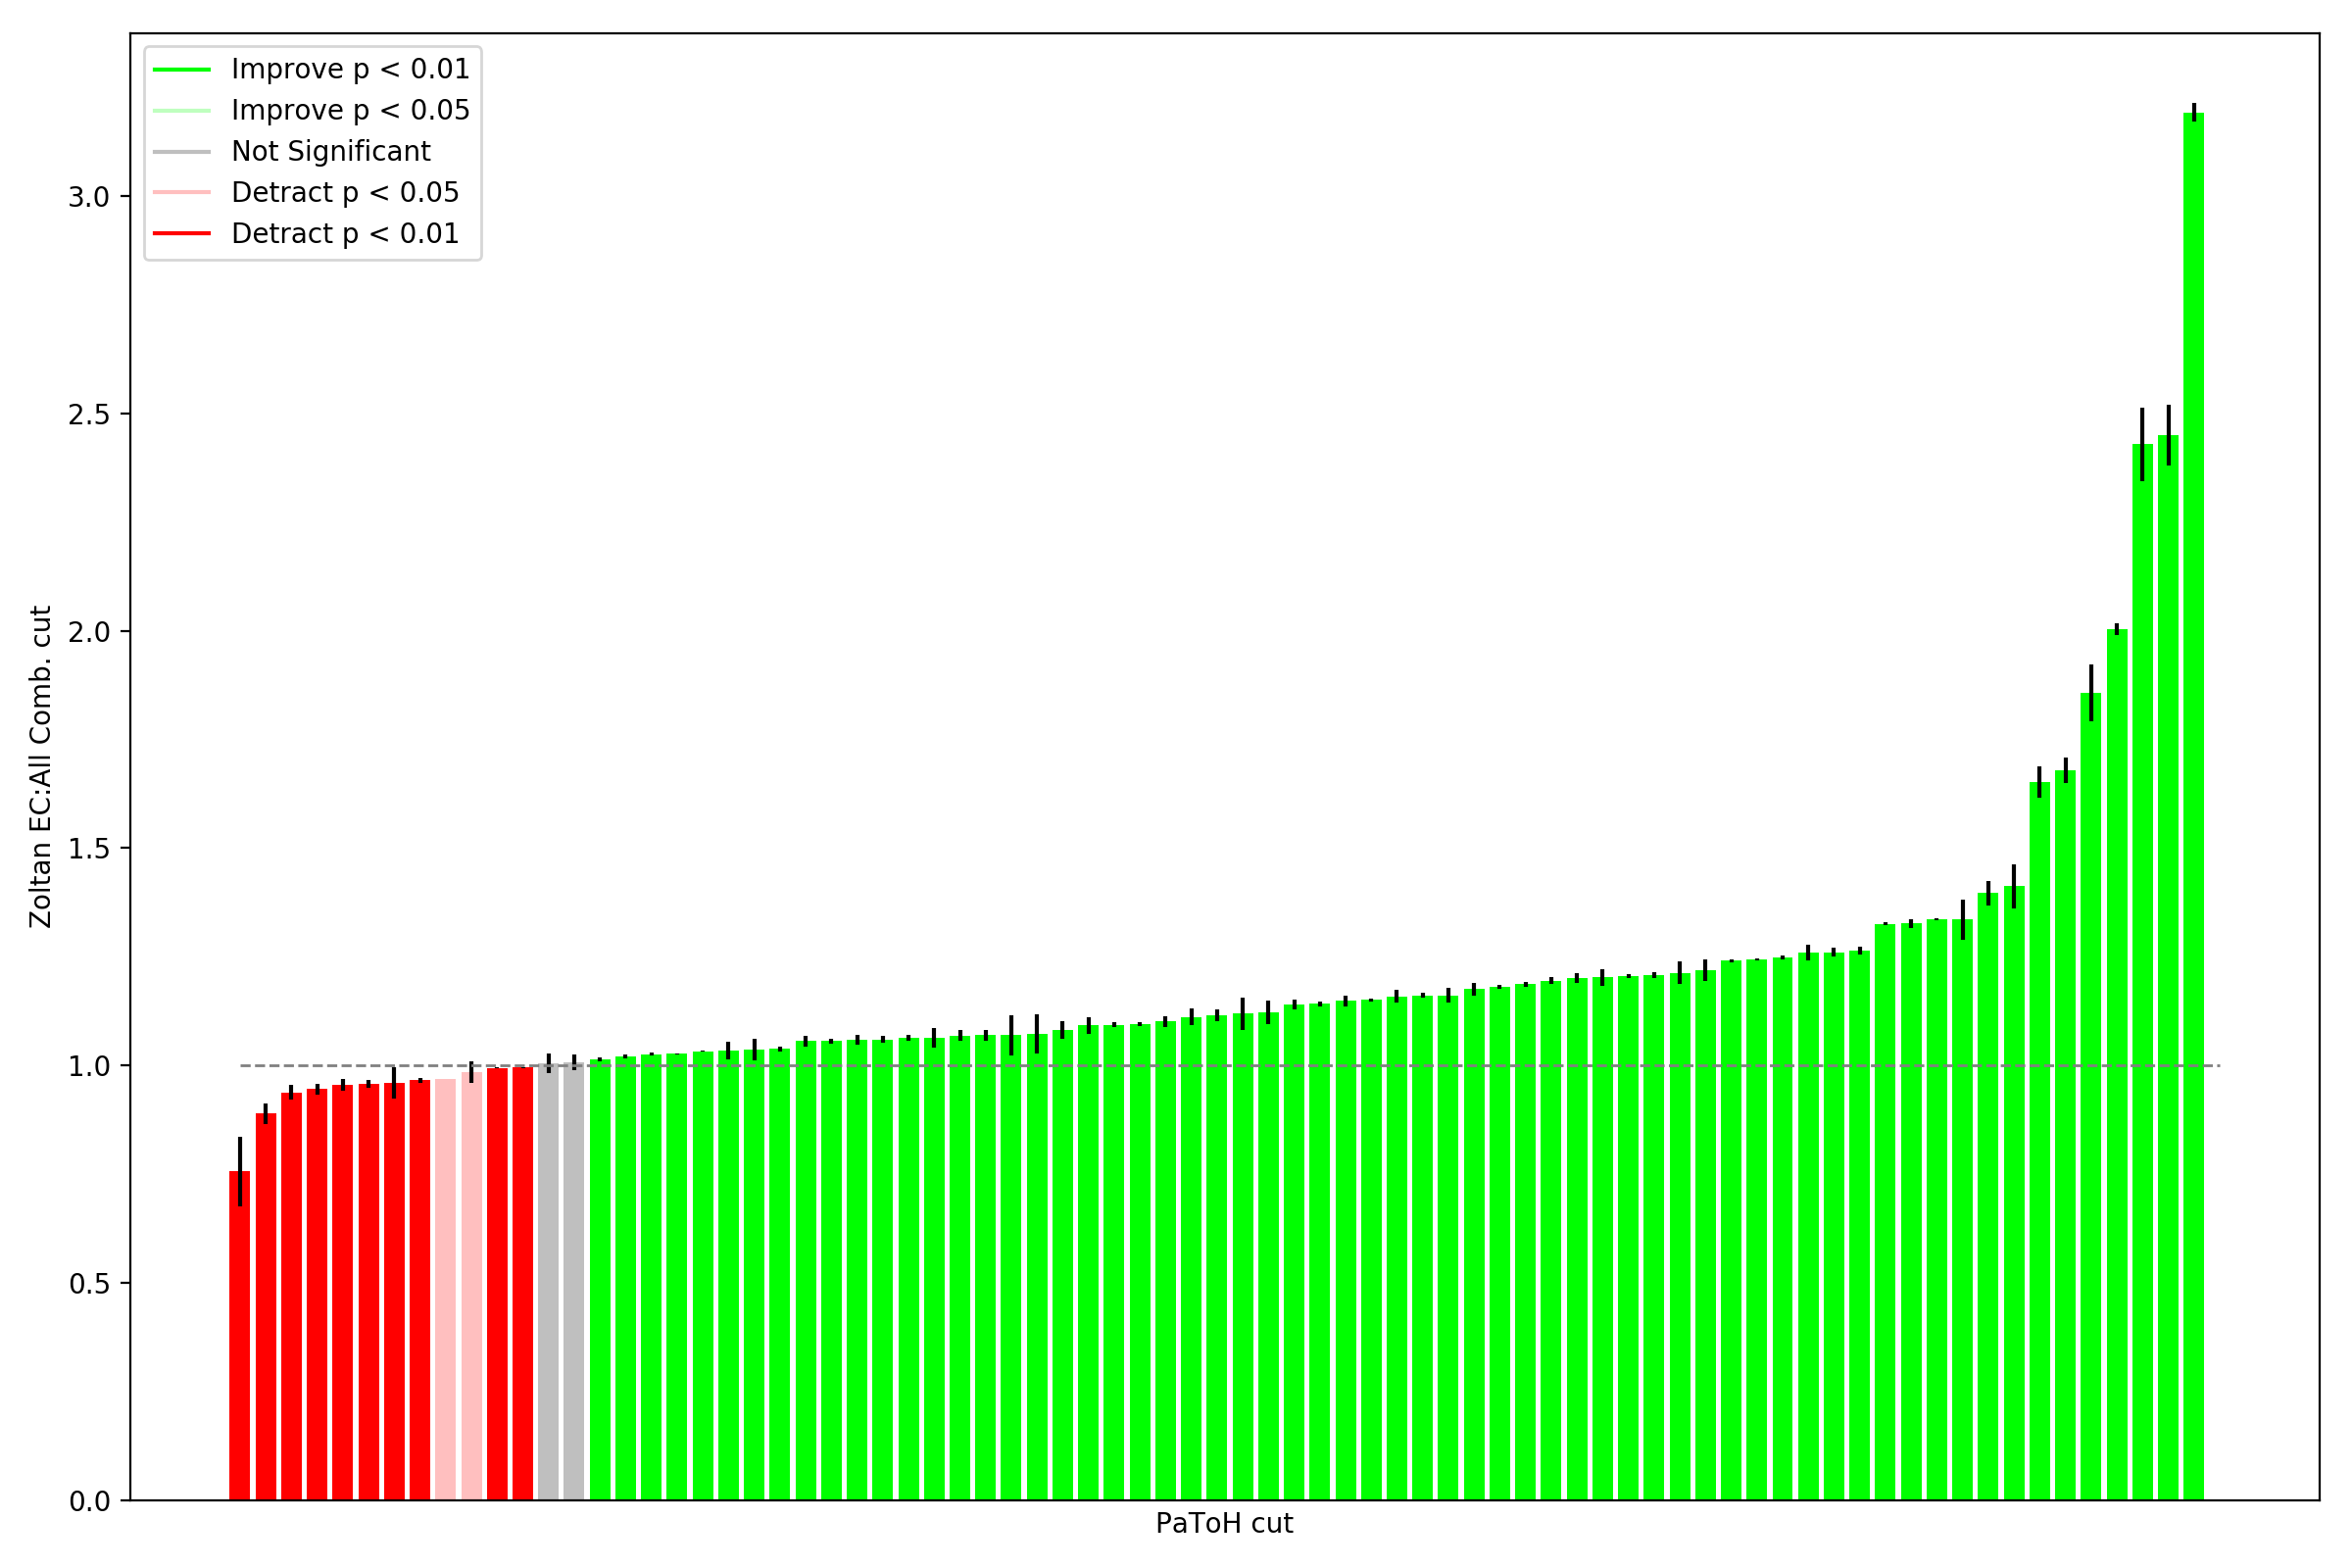 Improve p < 0.01
Improve p < 0.05
Not Significant
Detract p < 0.05
Detract p < 0.01
3.0
2.5
2.0
1.5
1.0
0.5
0.0
Zoltan EC:All Comb. cut
PaToH cut